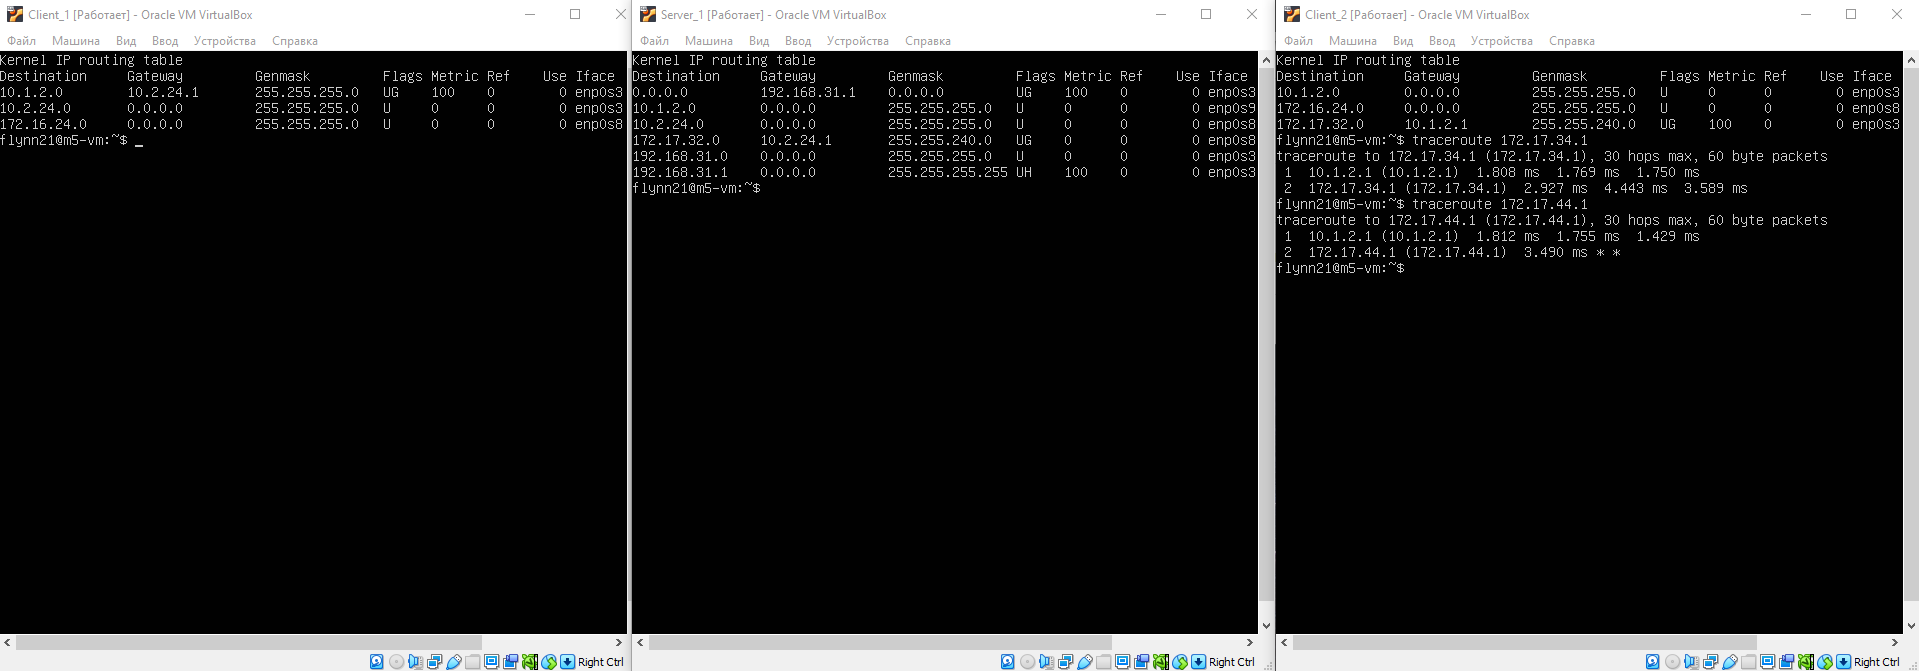 Client_1 [Работает] - Oracle VM VirtualBox
Файл Машина Вид Ввод Устройства Справка
Kernel IP routing table
Destination Gateway Genmask Flags Metric Ref Use Iface
10.1.2.0 10.2.24.1 255.255.255.0 UG 100 0 0 enp0s3
10.2.24.0 0.0.0.0 255.255.255.0 U 0 0 0 enp0s3
172.16.24.0 0.0.0.0 255.255.255.0 U 0 0 0 enp0s8
flynn21@m5-vm:~$ _
Right Ctrl
Server_1 [Работает] - Oracle VM VirtualBox
Файл Машина Вид Ввод Устройства Справка
Kernel IP routing table
Destination Gateway Genmask Flags Metric Ref Use Iface
0.0.0.0 192.168.31.1 0.0.0.0 UG 100 0 0 enp0s3
10.1.2.0 0.0.0.0 255.255.255.0 U 0 0 0 enp0s9
10.2.24.0 0.0.0.0 255.255.255.0 U 0 0 0 enp0s8
172.17.32.0 10.2.24.1 255.255.240.0 UG 0 0 0 enp0s8
192.168.31.0 0.0.0.0 255.255.255.0 U 0 0 0 enp0s3
192.168.31.1 0.0.0.0 255.255.255.255 UH 100 0 0 enp0s3
flynn21@m5-vm:~$
Right Ctrl
Client_2 [Работает] - Oracle VM VirtualBox
Файл Машина Вид Ввод Устройства Справка
Kernel IP routing table
Destination Gateway Genmask Flags Metric Ref Use Iface
10.1.2.0 0.0.0.0 255.255.255.0 U 0 0 0 enp0s3
172.16.24.0 0.0.0.0 255.255.255.0 U 0 0 0 enp0s8
172.17.32.0 10.1.2.1 255.255.240.0 UG 100 0 0 enp0s3
flynn21@m5-vm:~$ traceroute 172.17.34.1
traceroute to 172.17.34.1 (172.17.34.1), 30 hops max, 60 byte packets
1 10.1.2.1 (10.1.2.1) 1.808 ms 1.769 ms 1.750 ms
2 172.17.34.1 (172.17.34.1) 2.927 ms 4.443 ms 3.589 ms
flynn21@m5-vm:~$ traceroute 172.17.44.1
traceroute to 172.17.44.1 (172.17.44.1), 30 hops max, 60 byte packets
1 10.1.2.1 (10.1.2.1) 1.812 ms 1.755 ms 1.429 ms
2 172.17.44.1 (172.17.44.1) 3.490 ms * *
flynn21@m5-vm:~$
Right Ctrl